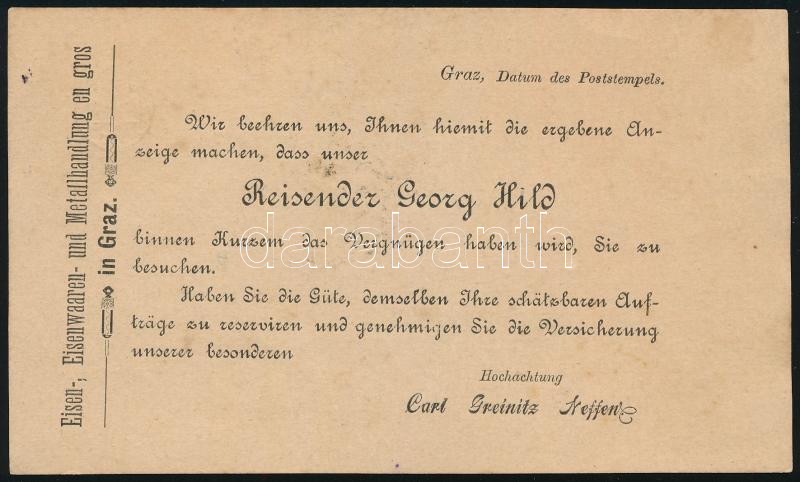 Eisen-, Eisenwaaren- und Metallhandlung en gros
in Graz.
Graz, Datum des Poststempels.
Wir beehren uns, Ihnen hiemit die ergebene An-
zeige machen, dass unser
Reisender Georg Hild
binnen Kurzem das Vergnügen haben wird, Sie zu
besuchen.
Haben Sie die Güte, demselben Ihre schätzbaren Auf-
träge zu reserviren und genehmigen Sie die Versicherung
unserer besonderen
Hochachtung
Carl Greinitz Neffen
darabanth